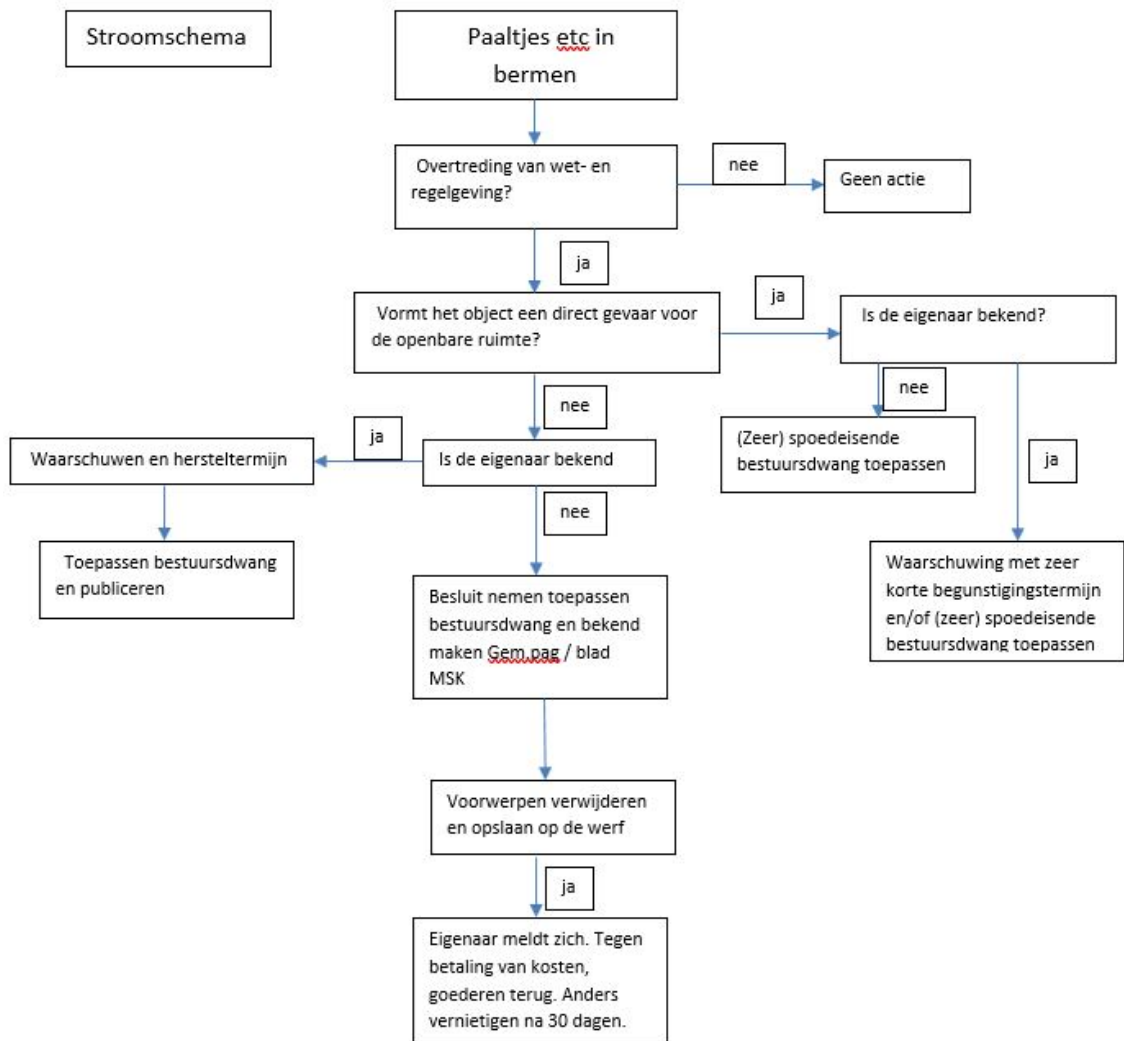 Stroomschema
Paaltjes etc in
bermen
Overtreding van wet- en
regelgeving?
nee
Geen actie
ja
Vormt het object een direct gevaar voor
de openbare ruimte?
ja
Is de eigenaar bekend?
nee
nee
(Zeer) spoedeisende
bestuursdwang toepassen
ja
ja
Waarschuwen en hersteltermijn
Is de eigenaar bekend
nee
Toepassen bestuursdwang
en publiceren
Waarschuwing met zeer
korte begunstigingstermijn
en/of (zeer) spoedeisende
bestuursdwang toepassen
Besluit nemen toepassen
bestuursdwang en bekend
maken Gem.pag / blad
MSK
Voorwerpen verwijderen
en opslaan op de werf
ja
Eigenaar meldt zich. Tegen
betaling van kosten,
goederen terug. Anders
vernietigen na 30 dagen.